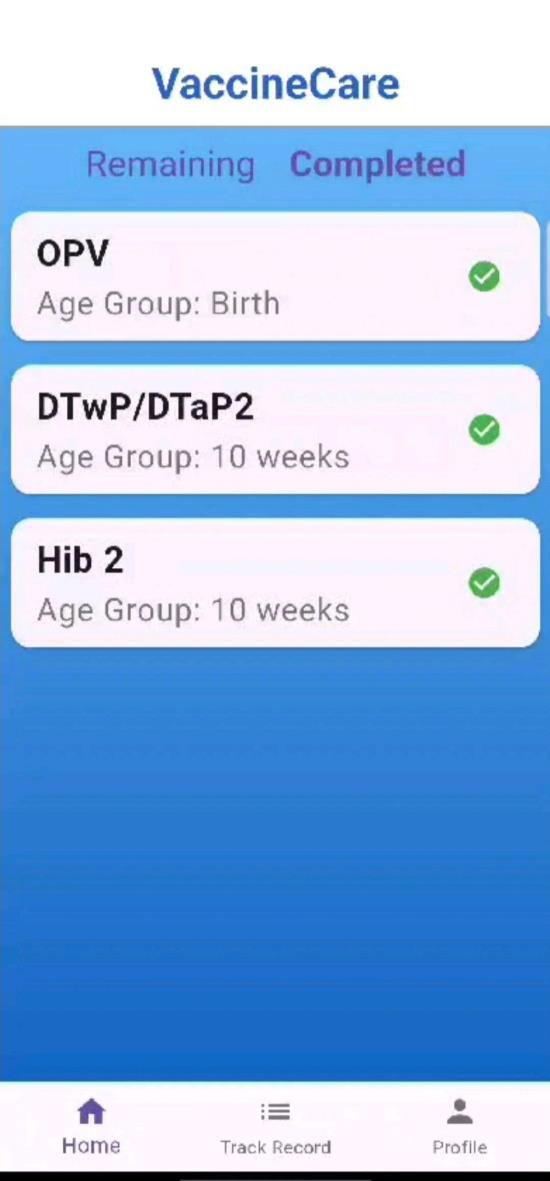 VaccineCare
Remaining Completed
OPV
Age Group: Birth
DTwP/DTaP2
Age Group: 10 weeks
Hib 2
Age Group: 10 weeks
Home Track Record Profile